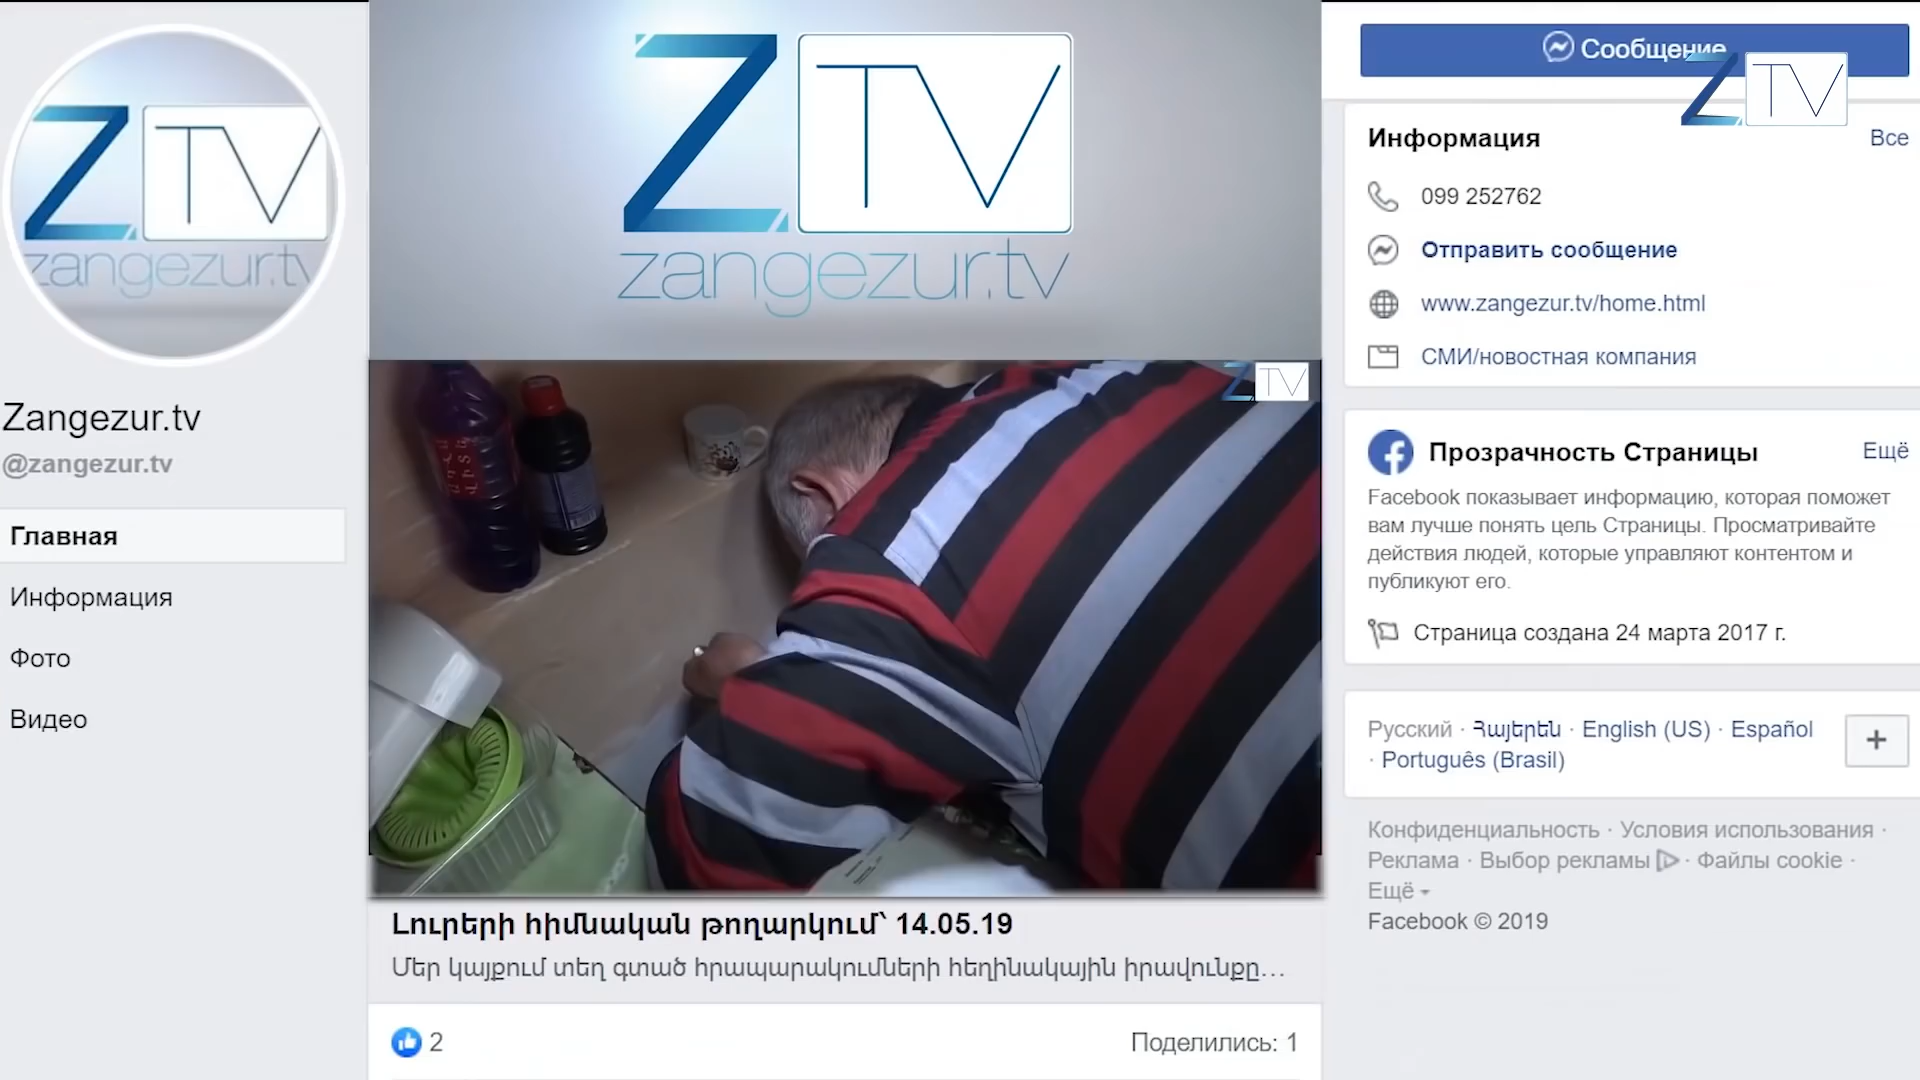 ZTV
zangezur.tv
Zangezur.tv
@zangezur.tv
Главная
Информация
Фото
Видео
ZTV
zangezur.tv
ZTV
Լուրերի հիմնական թողարկում՝ 14.05.19
Մեր կայքում տեղ գտած հրապարակումների հեղինակային իրավունքը...
2
Поделились: 1
Сообщение
ZTV
Информация
Все
099 252762
Отправить сообщение
www.zangezur.tv/home.html
СМИ/новостная компания
Прозрачность Страницы
Ещё
Facebook показывает информацию, которая поможет
вам лучше понять цель Страницы. Просматривайте
действия людей, которые управляют контентом и
публикуют его.
Страница создана 24 марта 2017 г.
Русский · Հայերեն · English (US) · Español
· Português (Brasil)
Конфиденциальность · Условия использования ·
Реклама · Выбор рекламы · Файлы cookie ·
Ещё
Facebook © 2019